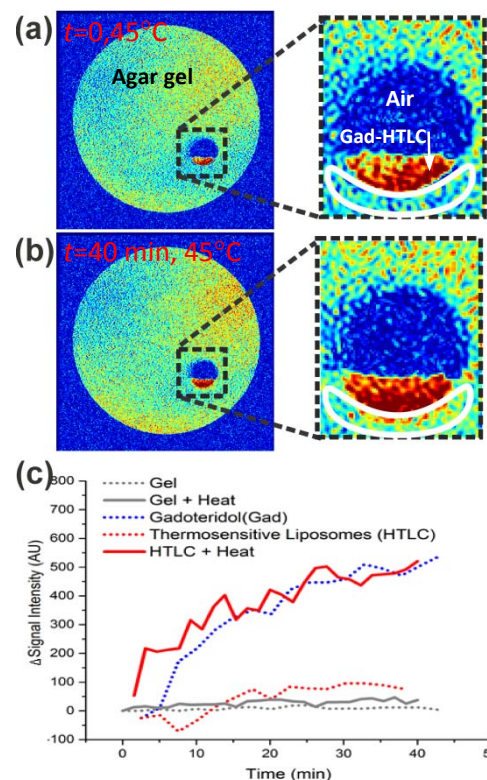 (a)
t=0,45°C
Agar gel
Air
Gad-HTLC
(b)
t=40 min, 45°C
(c)
Gel
Gel + Heat
Gadoteridol(Gad)
Thermosensitive Liposomes (HTLC)
HTLC + Heat
ΔSignal Intensity (AU)
800
700
600
500
400
300
200
100
0
-100
0
10
20
30
40
Time (min)